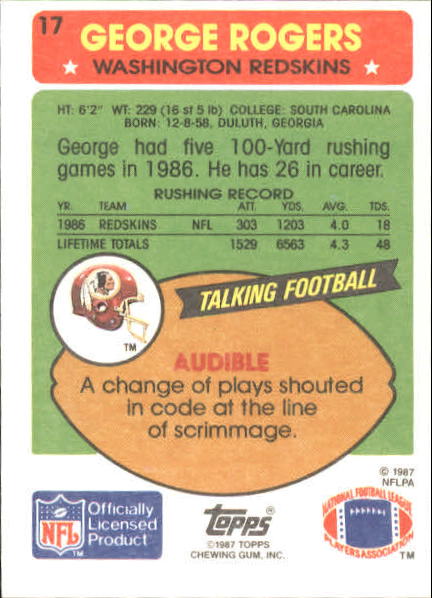 17
GEORGE ROGERS
WASHINGTON REDSKINS
HT: 6'2" WT: 229 (16 st 5 lb) COLLEGE: SOUTH CAROLINA
BORN: 12-8-58, DULUTH, GEORGIA
George had five 100-Yard rushing
games in 1986. He has 26 in career.
RUSHING RECORD
YR. TEAM ATT. YDS. AVG. TDS.
1986 REDSKINS NFL 303 1203 4.0 18
LIFETIME TOTALS 1529 6563 4.3 48
TALKING FOOTBALL
TM
AUDIBLE
A change of plays shouted
in code at the line
of scrimmage.
© 1987
NFLPA
NFL
TM
Officially
Licensed
Product
Topps®
©1987 TOPPS
CHEWING GUM, INC.
NATIONAL FOOTBALL LEAGUE
PLAYERS ASSOCIATION
TM